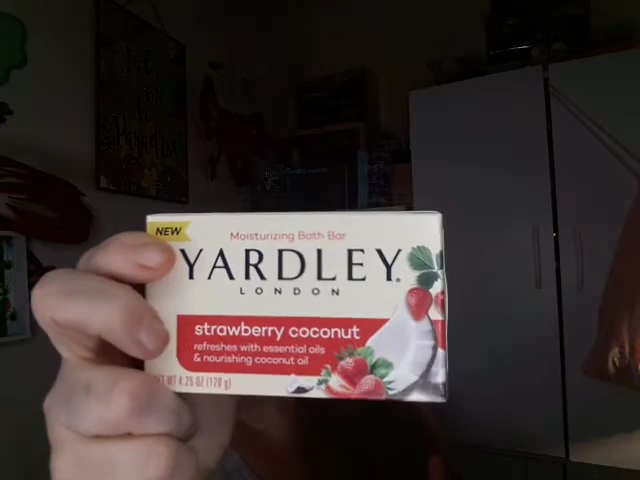 NEW
Moisturizing Bath Bar
YARDLEY
LONDON
strawberry coconut
refreshes with essential oils
& nourishing coconut oil
WT 4.25 OZ (120 g)